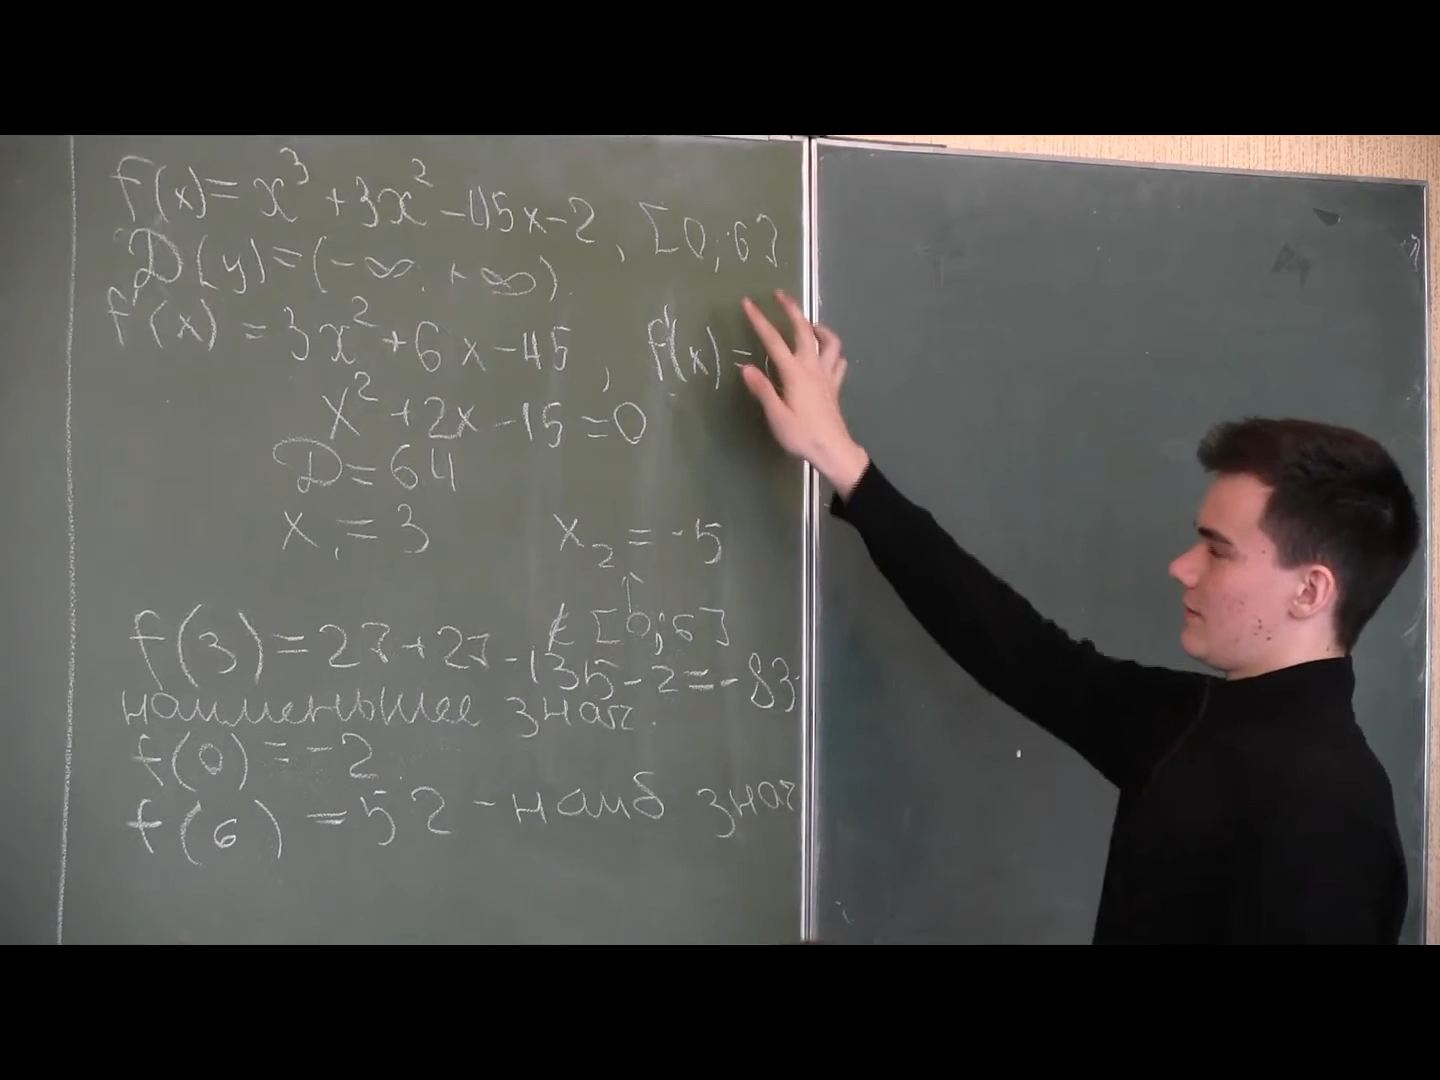 f(x)=x³+3x²-45x-2, [0;6]
D(y)=(-∞ +∞).
f'(x)=3x²+6x-45, f'(x)=
x²+2x-15=0
D=64
x₁=3 x₂=-5
∉[0;6]
f(3)=27+27-135-2=-83-
наименьшее знач.
f(0)=-2
f(6)=52-наиб знач